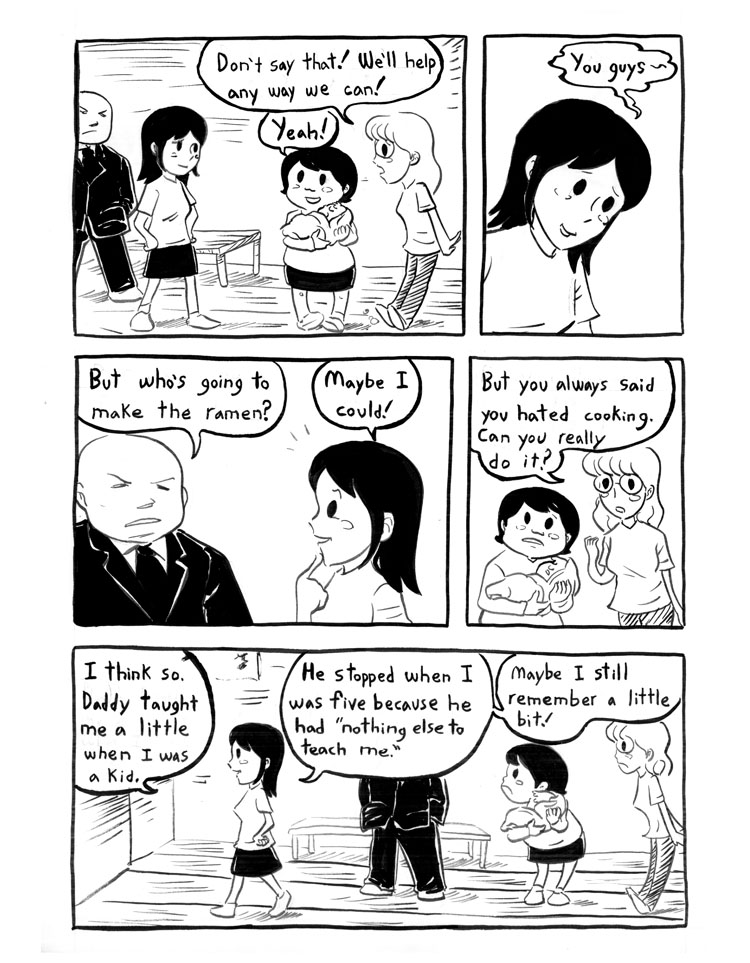 Don't say that! We'll help
any way we can!
Yeah!
You guys~
But who's going to
make the ramen?
Maybe I
could!
But you always said
you hated cooking.
Can you really
do it?
I think so.
Daddy taught
me a little
when I was
a kid.
He stopped when I
was five because he
had "nothing else to
teach me."
Maybe I still
remember a little
bit!